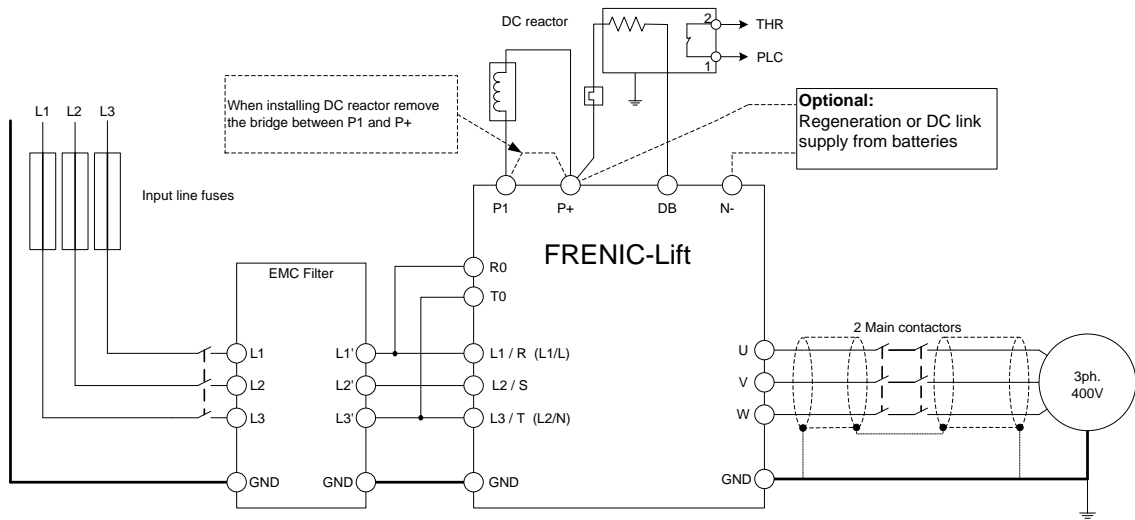 DC reactor
2
THR
PLC
1
When installing DC reactor remove
the bridge between P1 and P+
Optional:
Regeneration or DC link
supply from batteries
L1 L2 L3
Input line fuses
P1 P+ DB N-
FRENIC-Lift
EMC Filter
R0
T0
2 Main contactors
L1 L1' L1 / R (L1/L) U
L2 L2' L2 / S V
L3 L3' L3 / T (L2/N) W
3ph.
400V
GND GND GND GND